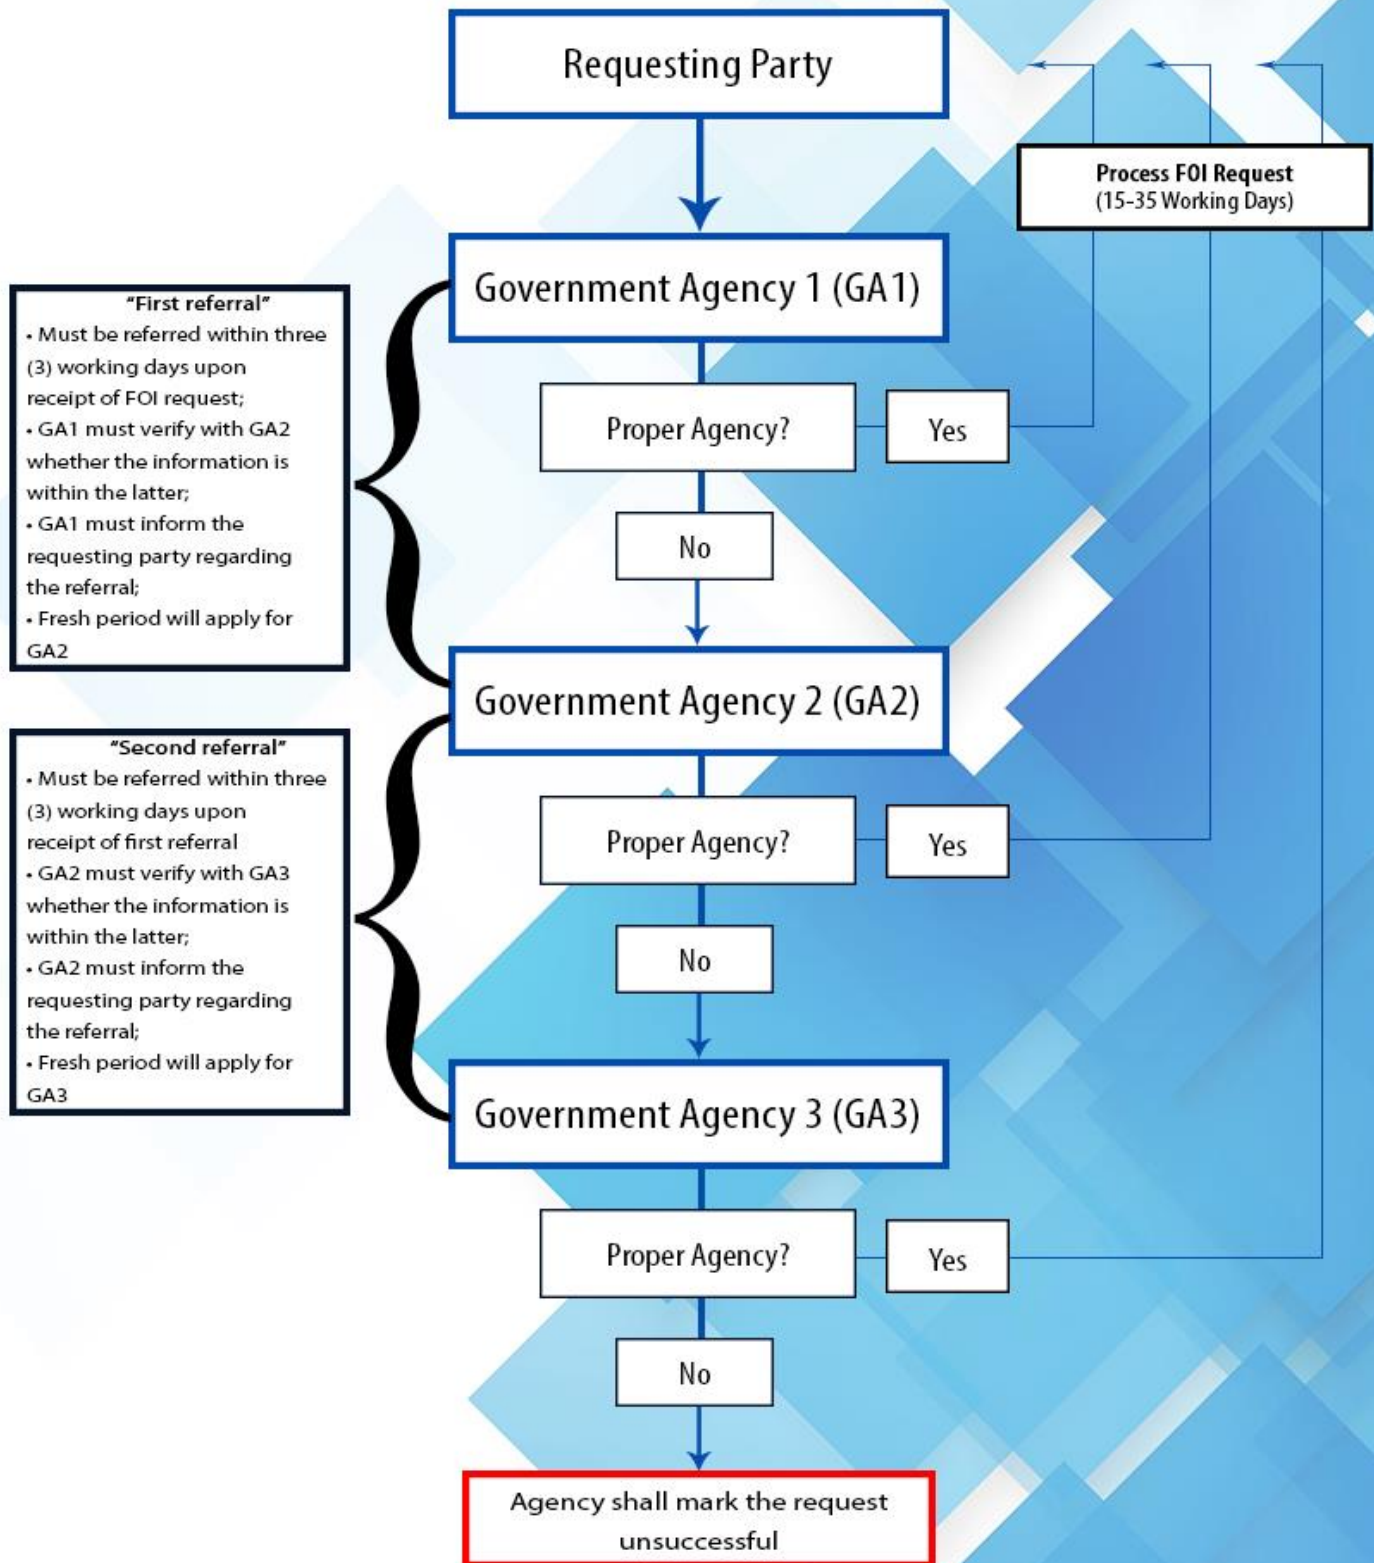 Requesting Party
Process FOI Request
(15-35 Working Days)
Government Agency 1 (GA1)
"First referral"
• Must be referred within three
(3) working days upon
receipt of FOI request;
• GA1 must verify with GA2
whether the information is
within the latter;
• GA1 must inform the
requesting party regarding
the referral;
• Fresh period will apply for
GA2
Proper Agency?
Yes
No
Government Agency 2 (GA2)
"Second referral"
• Must be referred within three
(3) working days upon
receipt of first referral
• GA2 must verify with GA3
whether the information is
within the latter;
• GA2 must inform the
requesting party regarding
the referral;
• Fresh period will apply for
GA3
Proper Agency?
Yes
No
Government Agency 3 (GA3)
Proper Agency?
Yes
No
Agency shall mark the request
unsuccessful